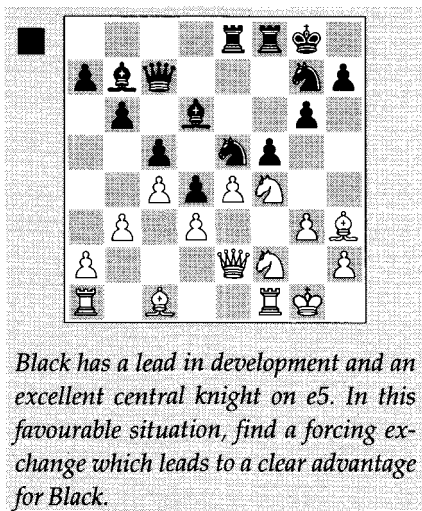 Black has a lead in development and an
excellent central knight on e5. In this
favourable situation, find a forcing ex-
change which leads to a clear advantage
for Black.